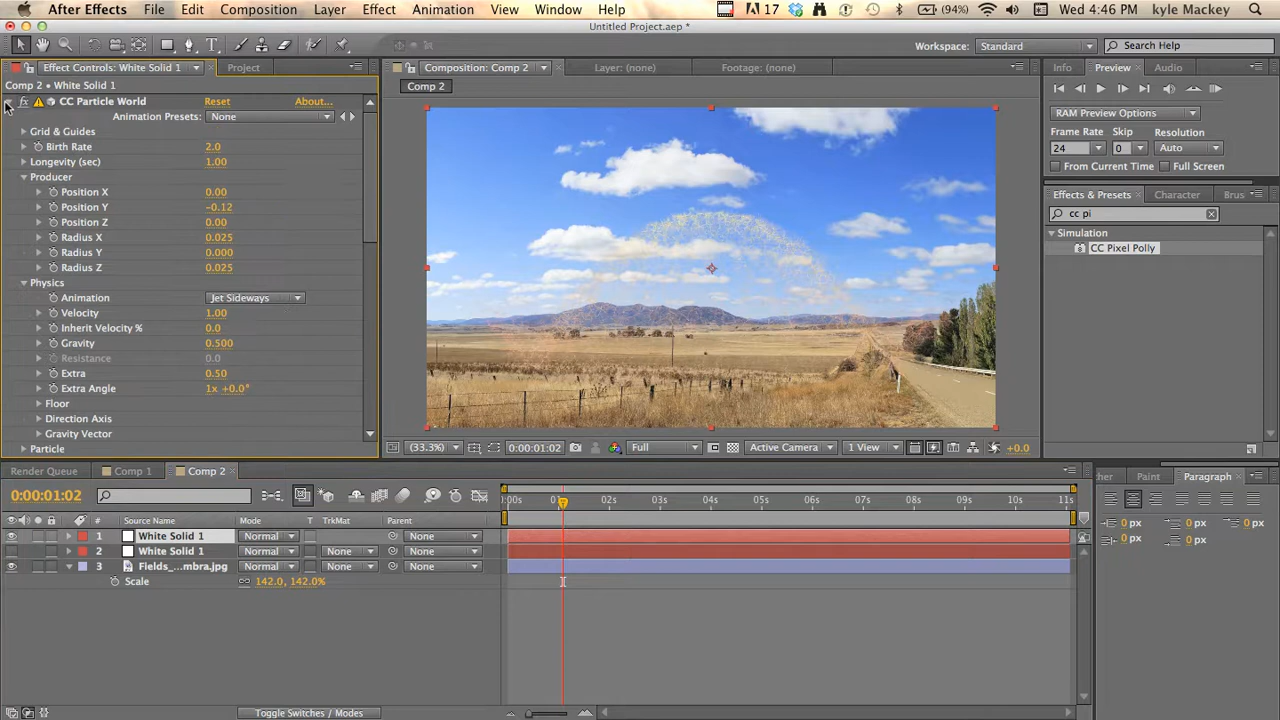 After Effects File Edit Composition Layer Effect Animation View Window Help 17 (94%) Wed 4:46 PM kyle Mackey
Untitled Project.aep *
Workspace: Standard Search Help
Effect Controls: White Solid 1 Project
Composition: Comp 2 Layer: (none) Footage: (none)
Info Preview Audio
Comp 2 • White Solid 1
Comp 2
fx CC Particle World Reset About...
Animation Presets: None
Grid & Guides
Birth Rate 2.0
Longevity (sec) 1.00
Producer
Position X 0.00
Position Y -0.12
Position Z 0.00
Radius X 0.025
Radius Y 0.000
Radius Z 0.025
Physics
Animation Jet Sideways
Velocity 1.00
Inherit Velocity % 0.0
Gravity 0.500
Resistance 0.0
Extra 0.50
Extra Angle 1x +0.0°
Floor
Direction Axis
Gravity Vector
Particle
RAM Preview Options
Frame Rate Skip Resolution
24 0 Auto
From Current Time Full Screen
Effects & Presets Character Brus
cc pi
Simulation
CC Pixel Polly
(33.3%) 0:00:01:02 Full Active Camera 1 View +0.0
Render Queue Comp 1 Comp 2
cher Paint Paragraph
0:00:01:02
:00s 01 02s 03s 04s 05s 06s 07s 08s 09s 10s 11s
# Source Name Mode T TrkMat Parent
1 White Solid 1 Normal None
2 White Solid 1 Normal None None
3 Fields_...mbra.jpg Normal None None
Scale 142.0, 142.0%
0 px 0 px 0 px
0 px 0 px
Toggle Switches / Modes